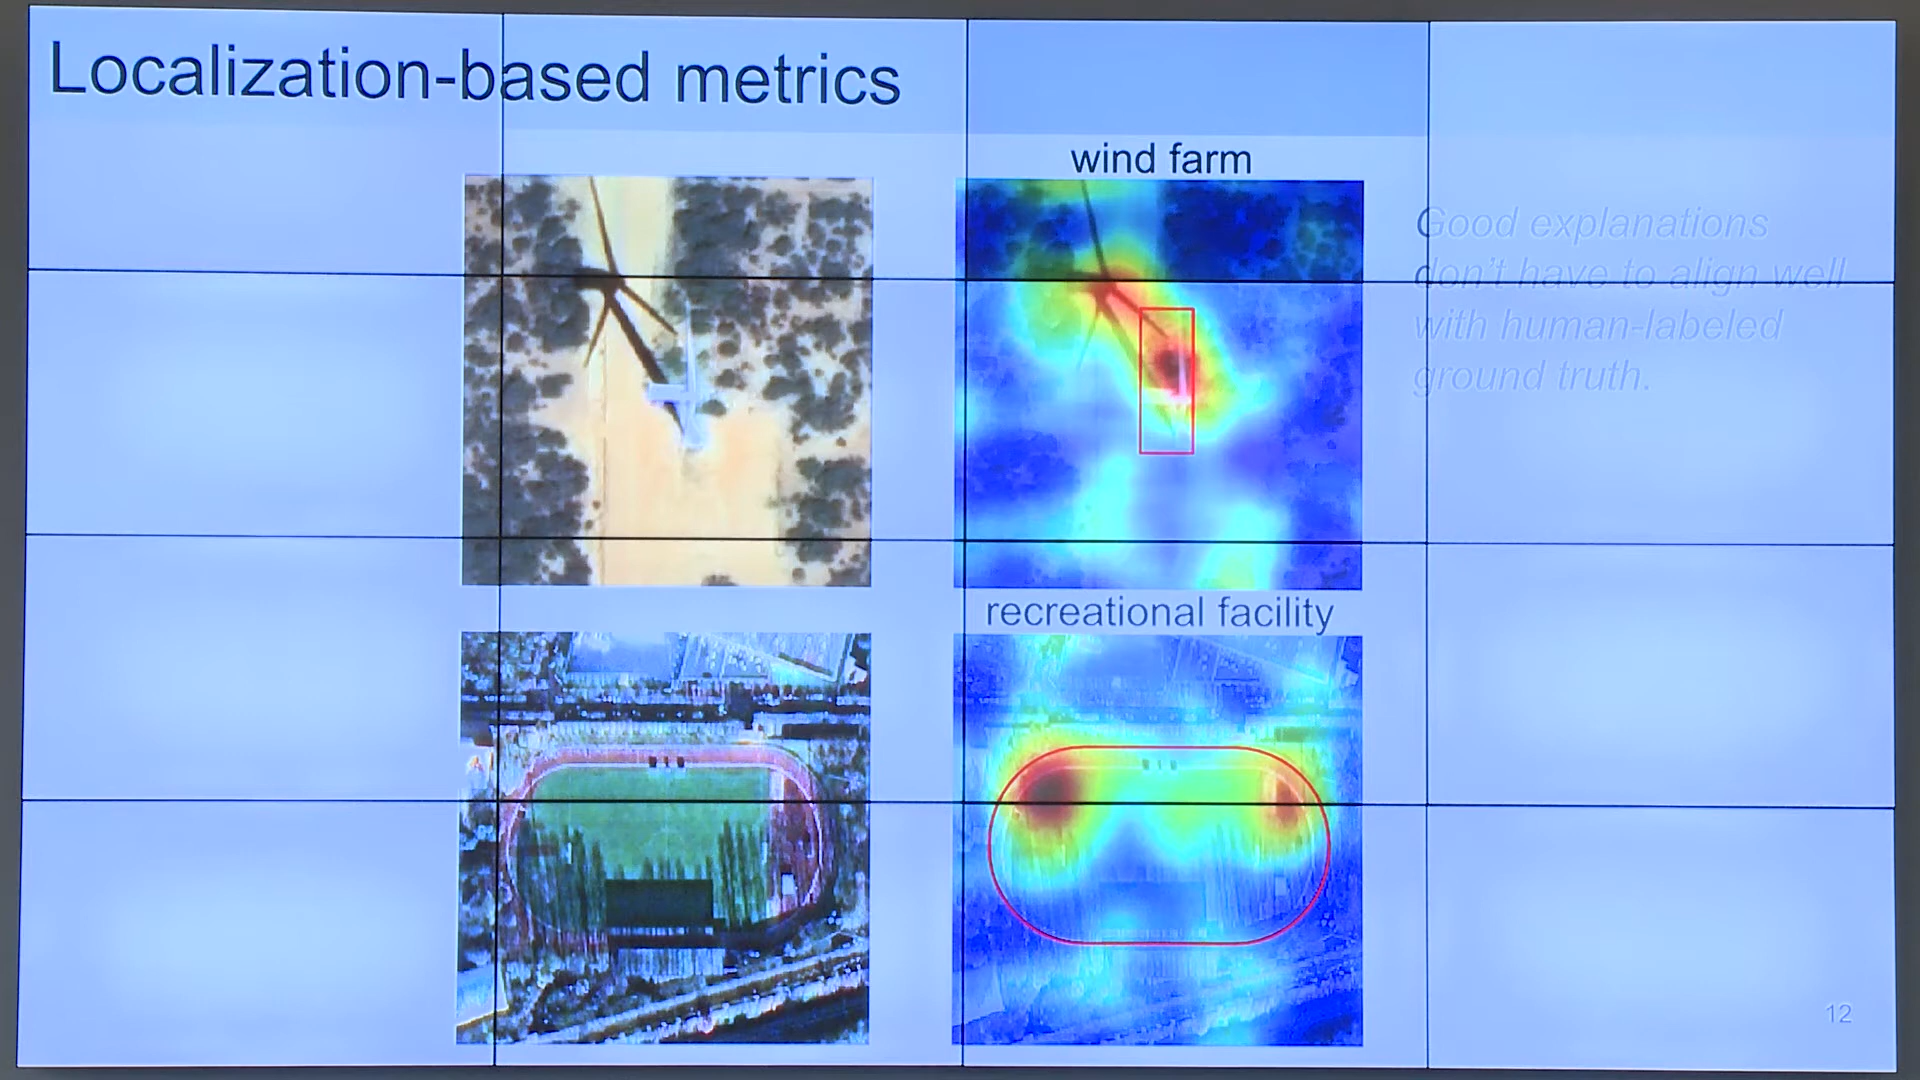 Localization-based metrics
wind farm
Good explanations
don't have to align well
with human-labeled
ground truth.
recreational facility
12